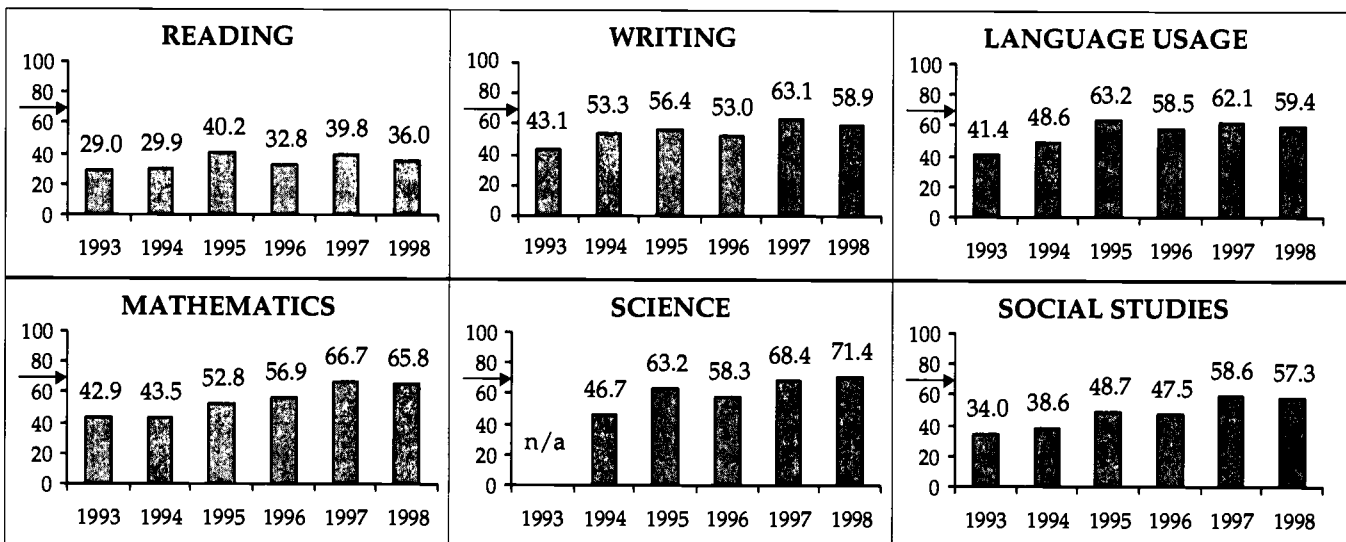 READING
100
80
60
40
20
0
29.0 29.9 40.2 32.8 39.8 36.0
1993 1994 1995 1996 1997 1998
WRITING
100
80
60
40
20
0
43.1 53.3 56.4 53.0 63.1 58.9
1993 1994 1995 1996 1997 1998
LANGUAGE USAGE
100
80
60
40
20
0
41.4 48.6 63.2 58.5 62.1 59.4
1993 1994 1995 1996 1997 1998
MATHEMATICS
100
80
60
40
20
0
42.9 43.5 52.8 56.9 66.7 65.8
1993 1994 1995 1996 1997 1998
SCIENCE
100
80
60
40
20
0
n/a 46.7 63.2 58.3 68.4 71.4
1993 1994 1995 1996 1997 1998
SOCIAL STUDIES
100
80
60
40
20
0
34.0 38.6 48.7 47.5 58.6 57.3
1993 1994 1995 1996 1997 1998